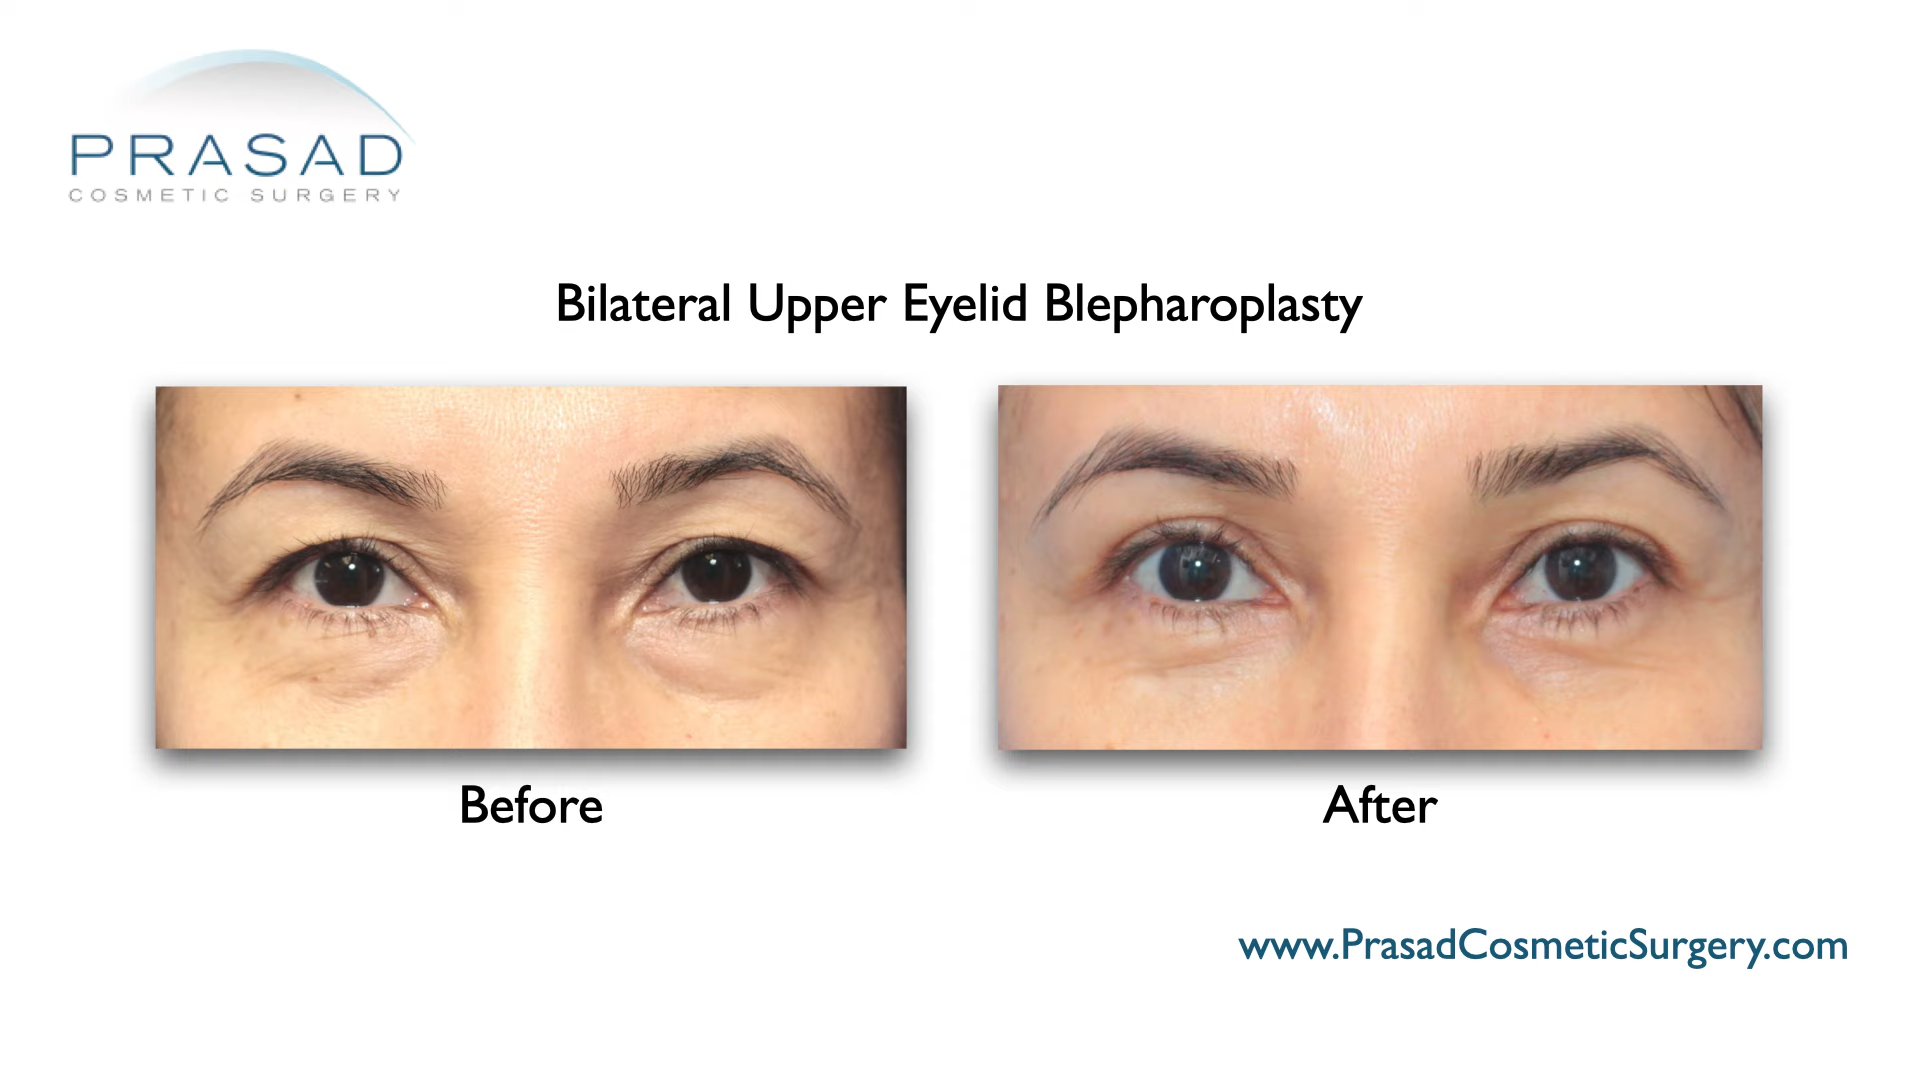 PRASAD
COSMETIC SURGERY
Bilateral Upper Eyelid Blepharoplasty
Before
After
www.PrasadCosmeticSurgery.com